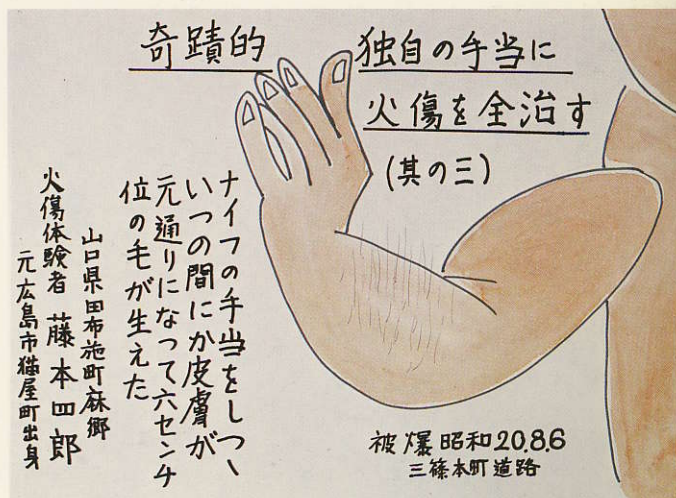 奇蹟的 独自の手当に
火傷を全治す
(其の三)
ナイフの手当をしつゝ
いつの間にか皮膚が
元通りになって六センチ
位の毛が生えた
山口県田布施町麻郷
火傷体験者 藤本四郎
元広島市猫屋町出身
被爆昭和20.8.6
三篠本町道路